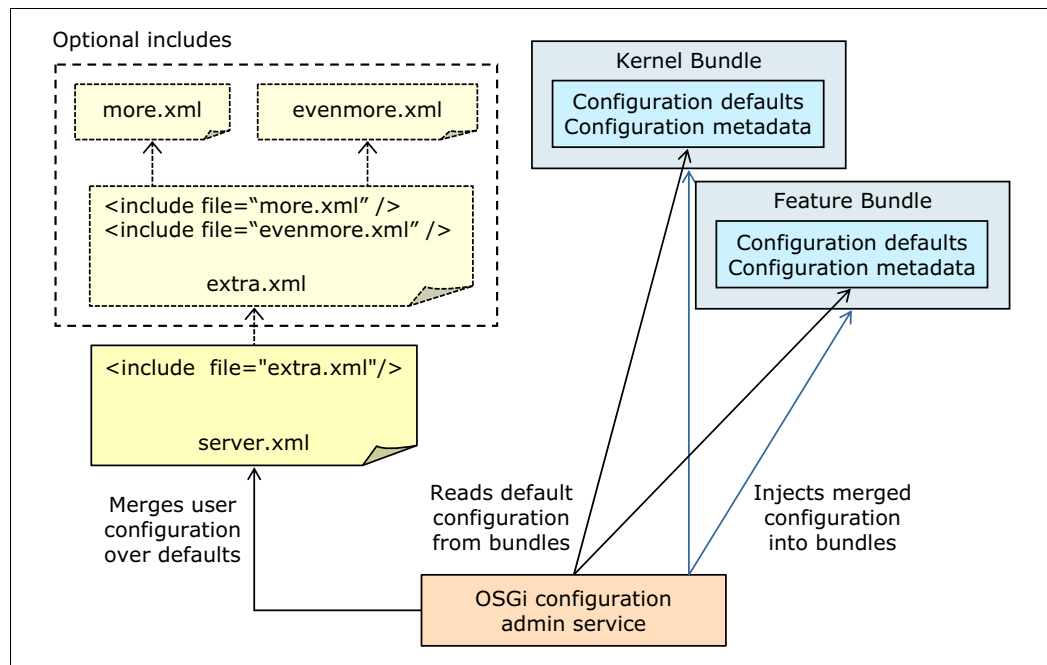 Optional includes
more.xml
evenmore.xml
<include file=“more.xml” />
<include file=“evenmore.xml” />
extra.xml
<include  file="extra.xml"/>
server.xml
Kernel Bundle
Configuration defaults
Configuration metadata
Feature Bundle
Configuration defaults
Configuration metadata
Merges user
configuration
over defaults
Reads default
configuration
from bundles
Injects merged
configuration
into bundles
OSGi configuration
admin service